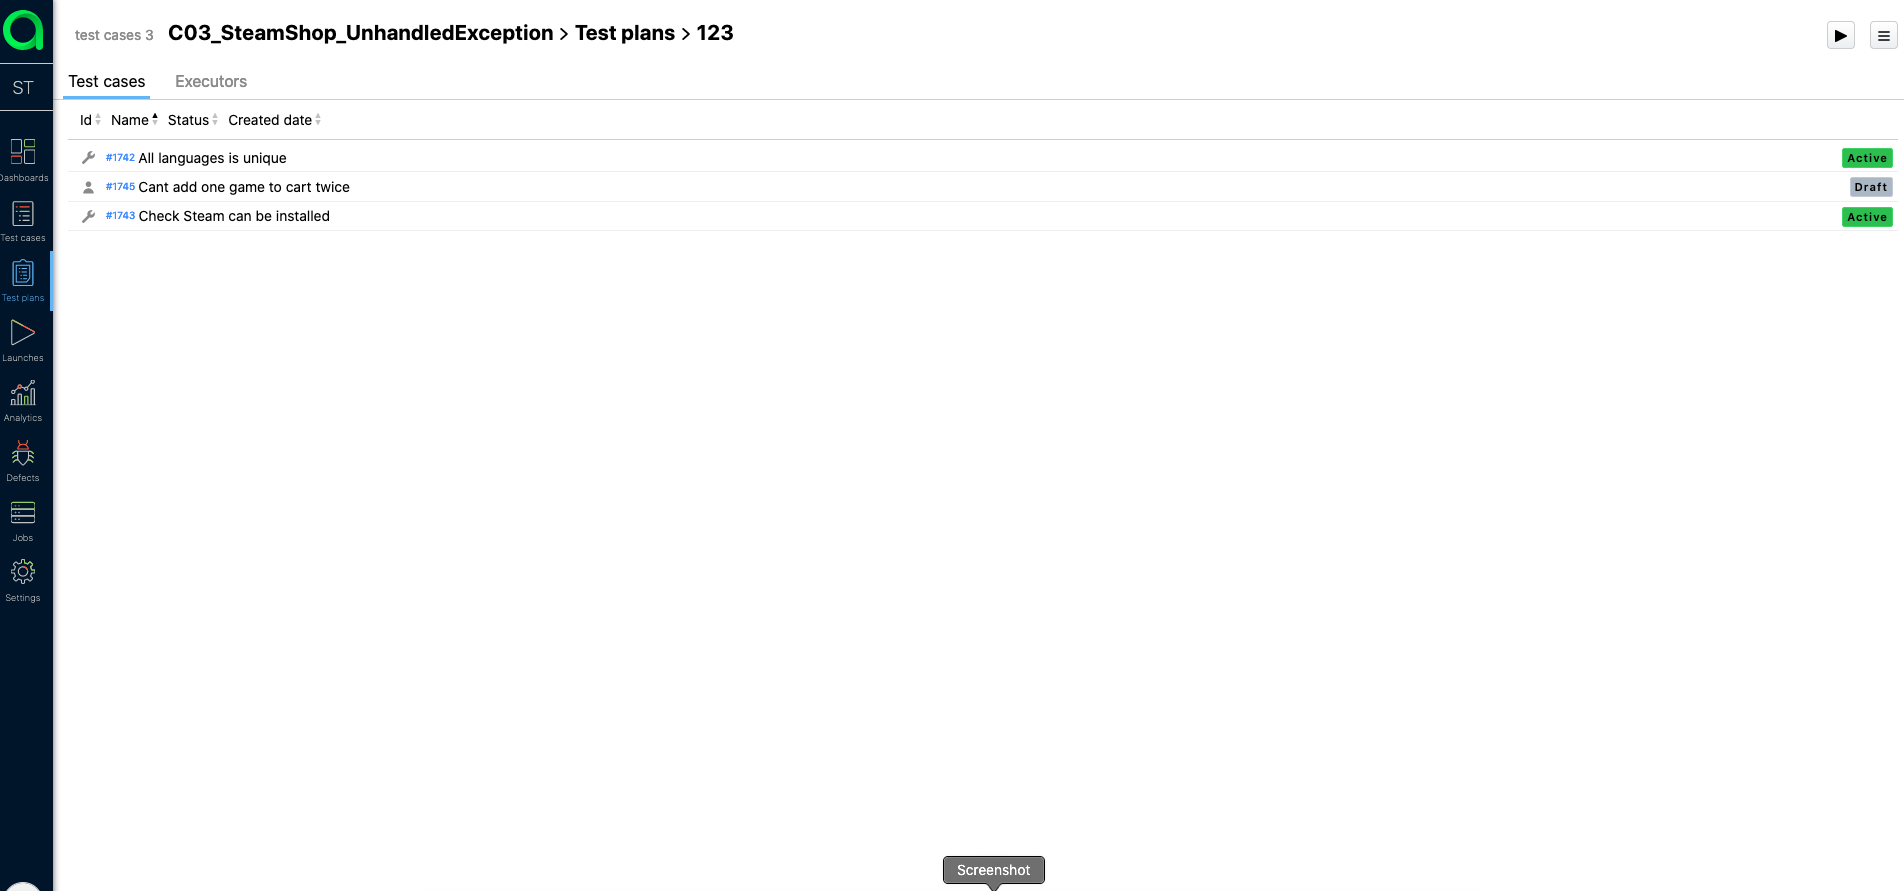 test cases 3 C03_SteamShop_UnhandledException > Test plans > 123
ST
Test cases Executors
Id Name Status Created date
#1742 All languages is unique Active
#1745 Cant add one game to cart twice Draft
#1743 Check Steam can be installed Active
Dashboards
Test cases
Test plans
Launches
Analytics
Defects
Jobs
Settings
Screenshot